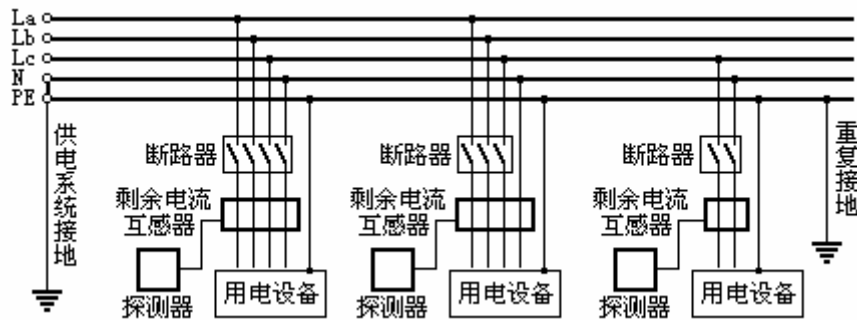 La
Lb
Lc
N
PE
供电系统接地
断路器
剩余电流
互感器
探测器
用电设备
断路器
剩余电流
互感器
探测器
用电设备
断路器
剩余电流
互感器
探测器
用电设备
重复接地